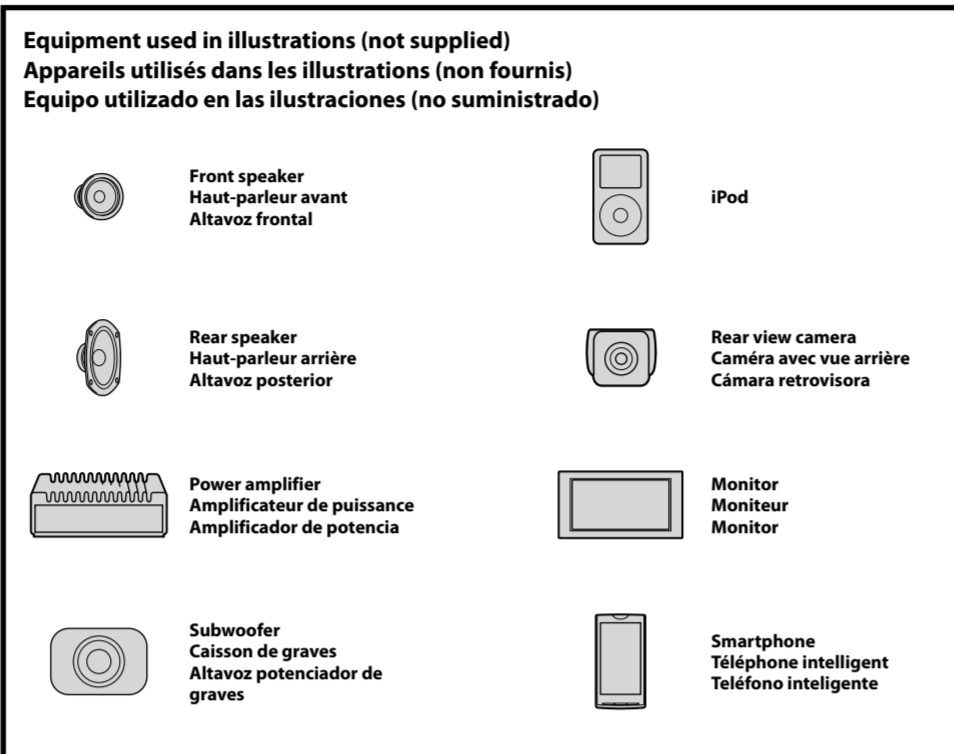 Equipment used in illustrations (not supplied)
Appareils utilisés dans les illustrations (non fournis)
Equipo utilizado en las ilustraciones (no suministrado)
Front speaker
Haut-parleur avant
Altavoz frontal
iPod
Rear speaker
Haut-parleur arrière
Altavoz posterior
Rear view camera
Caméra avec vue arrière
Cámara retrovisora
Power amplifier
Amplificateur de puissance
Amplificador de potencia
Monitor
Moniteur
Monitor
Subwoofer
Caisson de graves
Altavoz potenciador de
graves
Smartphone
Téléphone intelligent
Teléfono inteligente